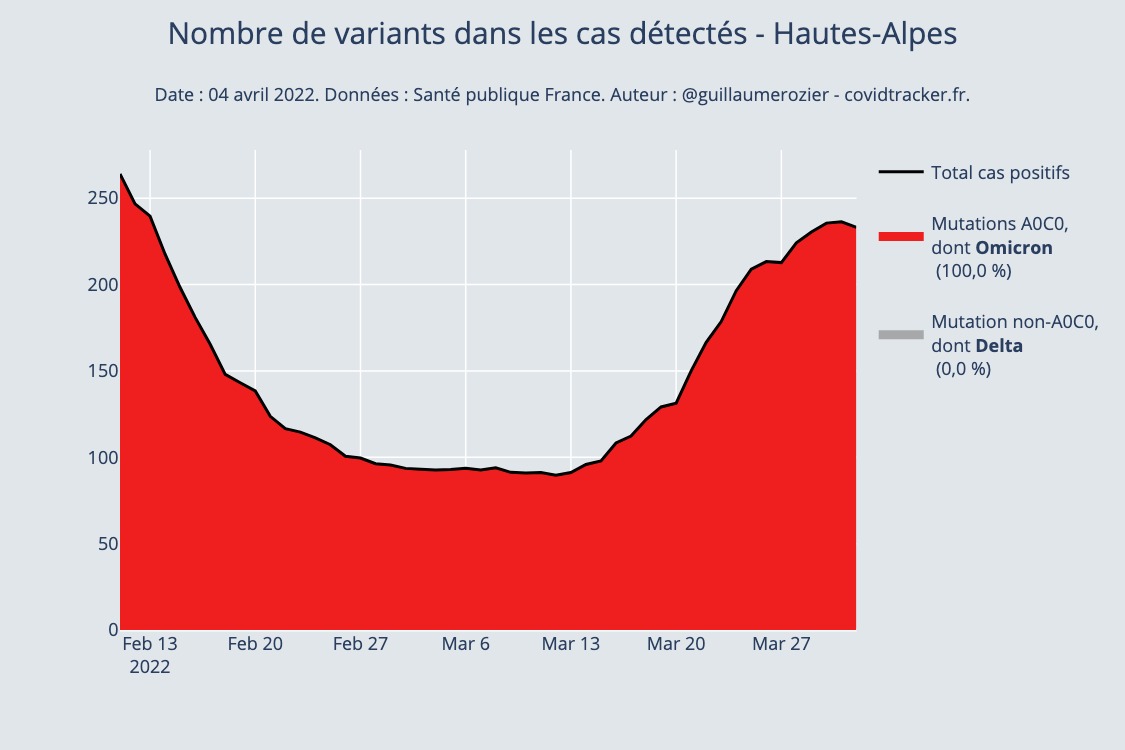 Nombre de variants dans les cas détectés - Hautes-Alpes
Date : 04 avril 2022. Données : Santé publique France. Auteur : @guillaumerozier - covidtracker.fr.
250
200
150
100
50
0
Feb 13
2022
Feb 20
Feb 27
Mar 6
Mar 13
Mar 20
Mar 27
Total cas positifs
Mutations A0C0,
dont Omicron
(100,0 %)
Mutation non-A0C0,
dont Delta
(0,0 %)